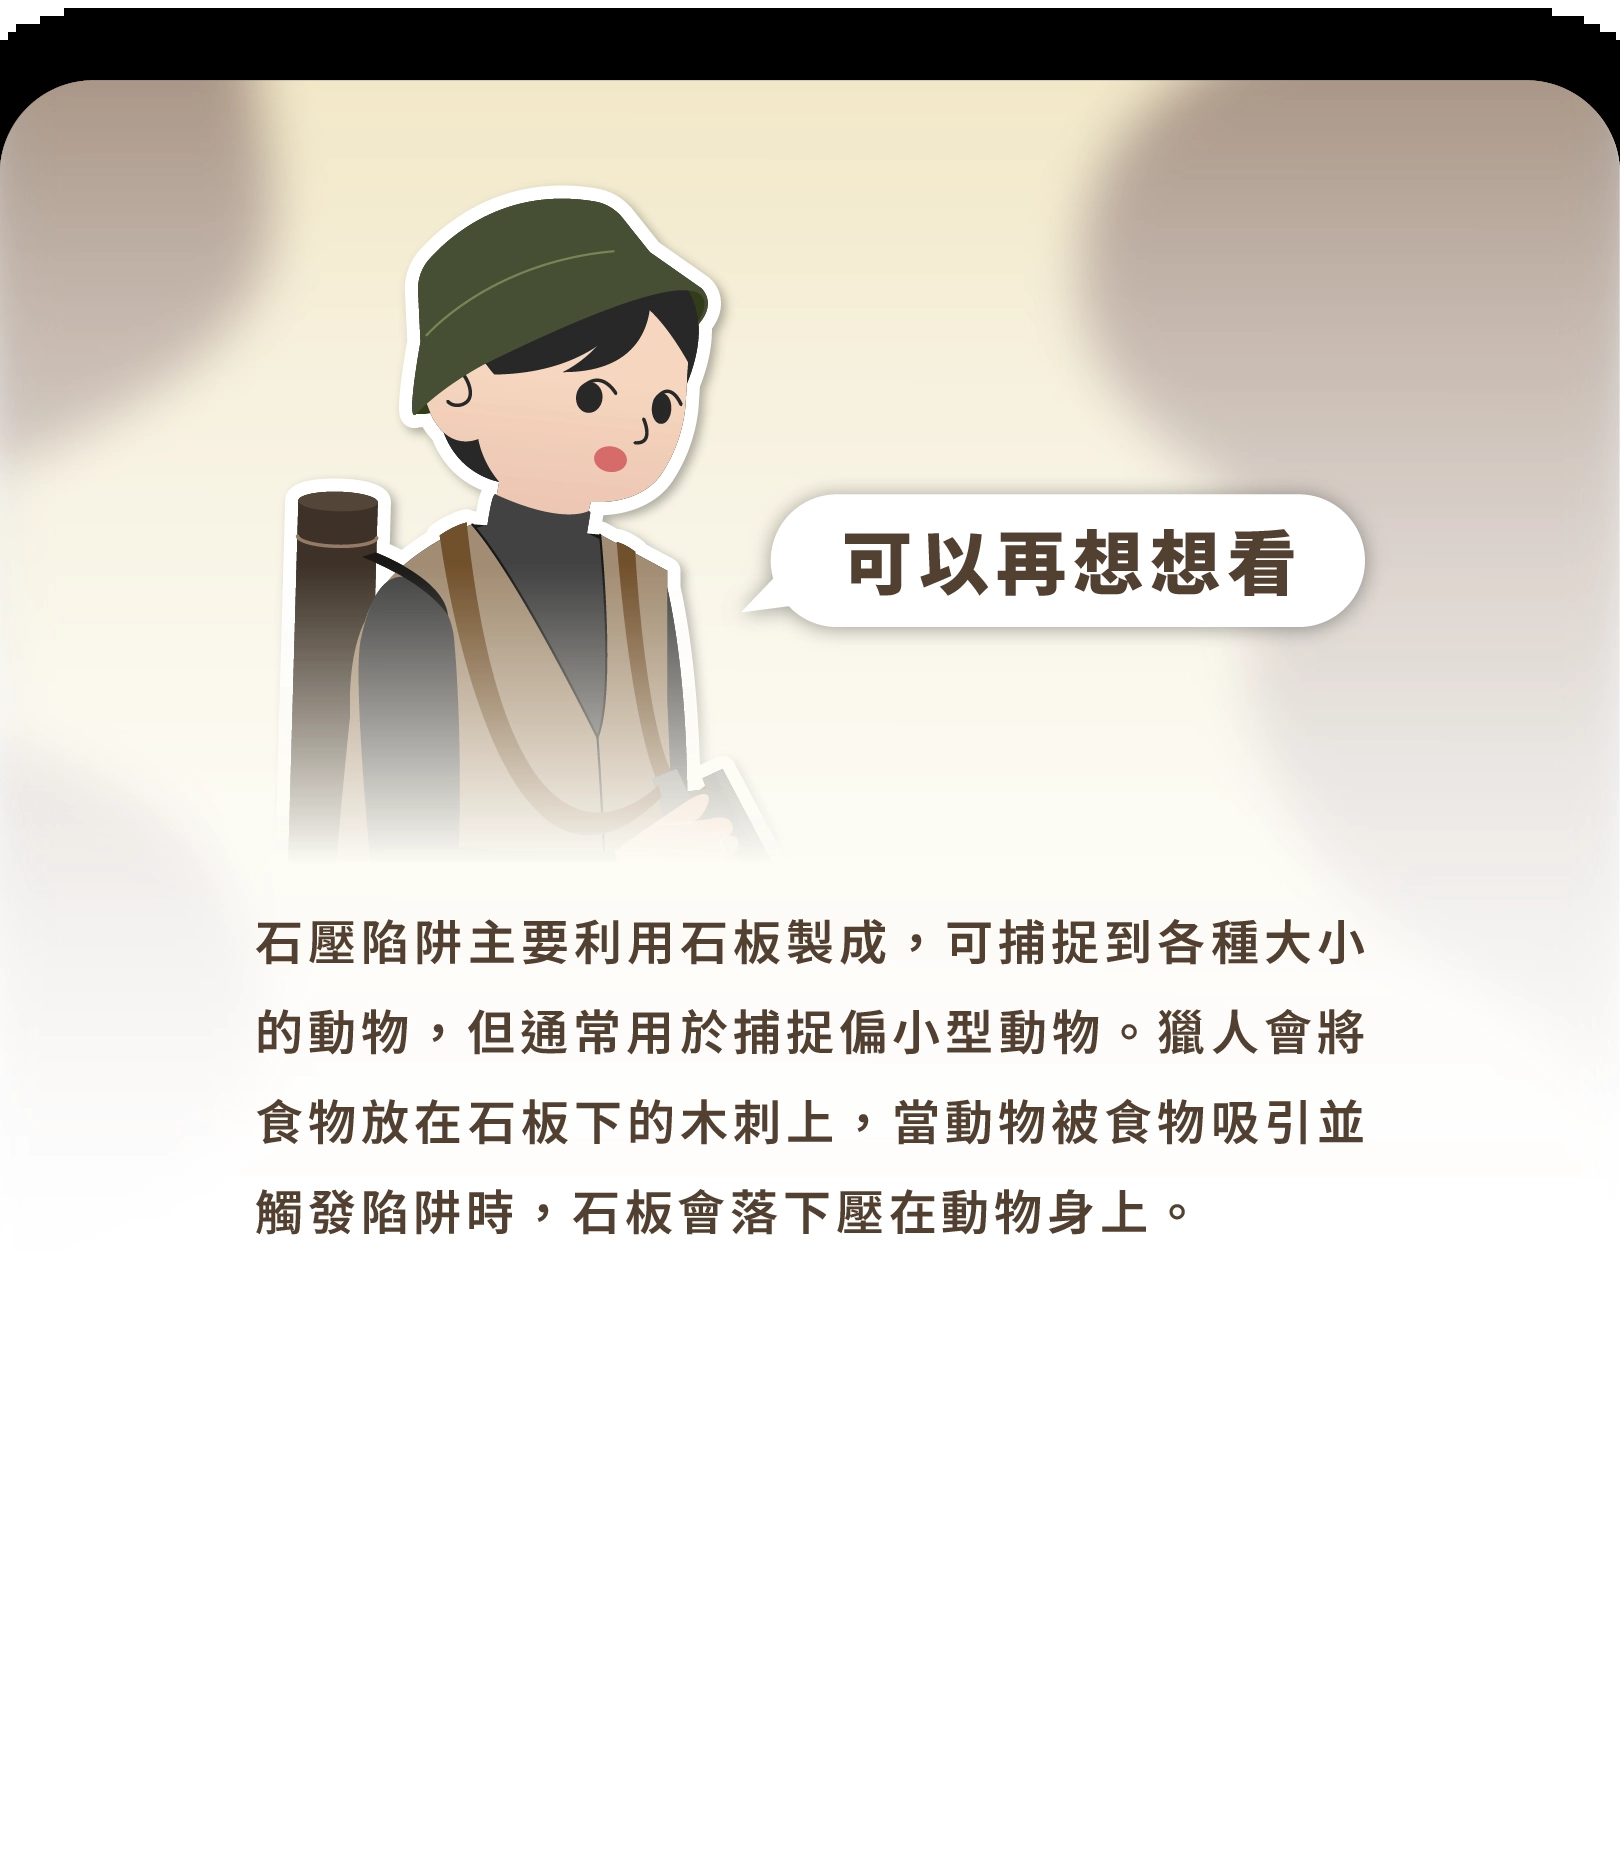 可以再想想看
石壓陷阱主要利用石板製成，可捕捉到各種大小
的動物，但通常用於捕捉偏小型動物。獵人會將
食物放在石板下的木刺上，當動物被食物吸引並
觸發陷阱時，石板會落下壓在動物身上。